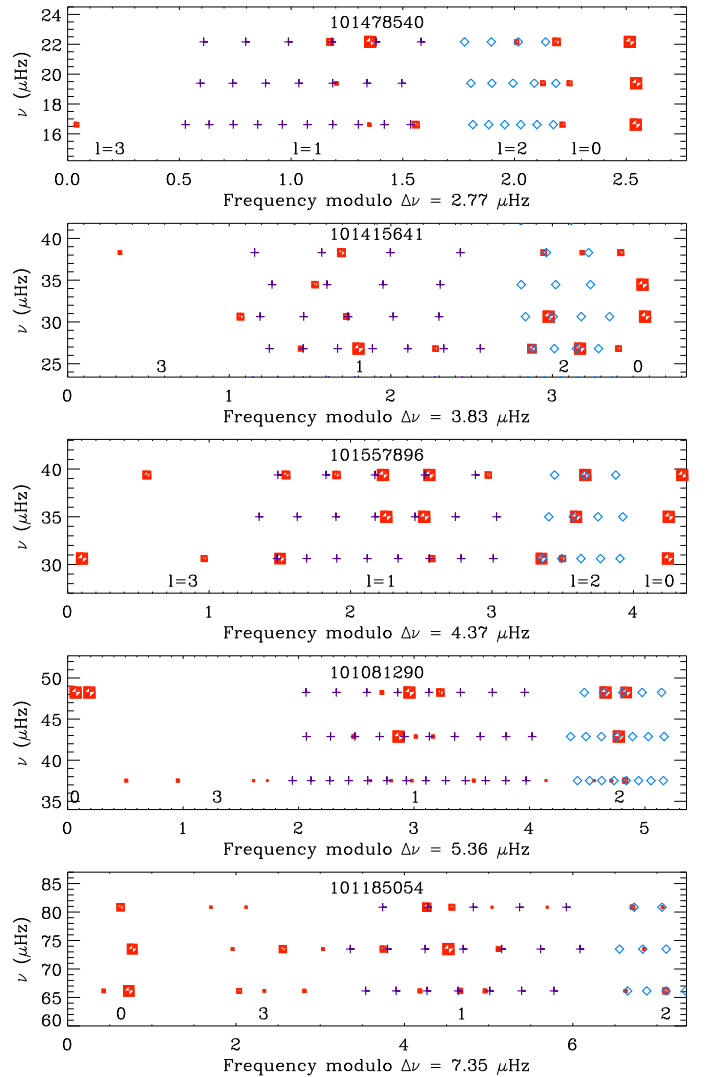 101478540
24
22
20
18
16
ν (μHz)
l=3 l=1 l=2 l=0
0.0 0.5 1.0 1.5 2.0 2.5
Frequency modulo Δν = 2.77 μHz
101415641
40
35
30
25
ν (μHz)
3 1 2 0
0 1 2 3
Frequency modulo Δν = 3.83 μHz
101557896
40
35
30
ν (μHz)
l=3 l=1 l=2 l=0
0 1 2 3 4
Frequency modulo Δν = 4.37 μHz
101081290
50
45
40
35
ν (μHz)
0 3 1 2
0 1 2 3 4 5
Frequency modulo Δν = 5.36 μHz
101185054
85
80
75
70
65
60
ν (μHz)
0 3 1 2
0 2 4 6
Frequency modulo Δν = 7.35 μHz